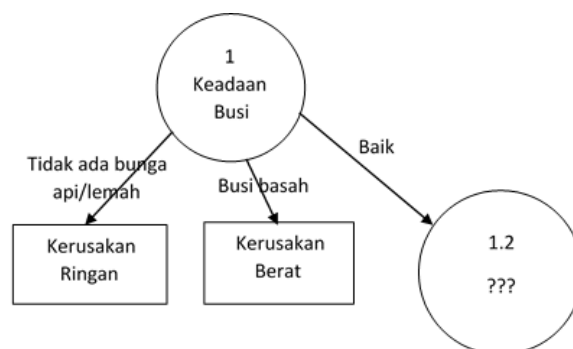 1
Keadaan
Busi
Tidak ada bunga
api/lemah
Busi basah
Baik
Kerusakan
Ringan
Kerusakan
Berat
1.2
???